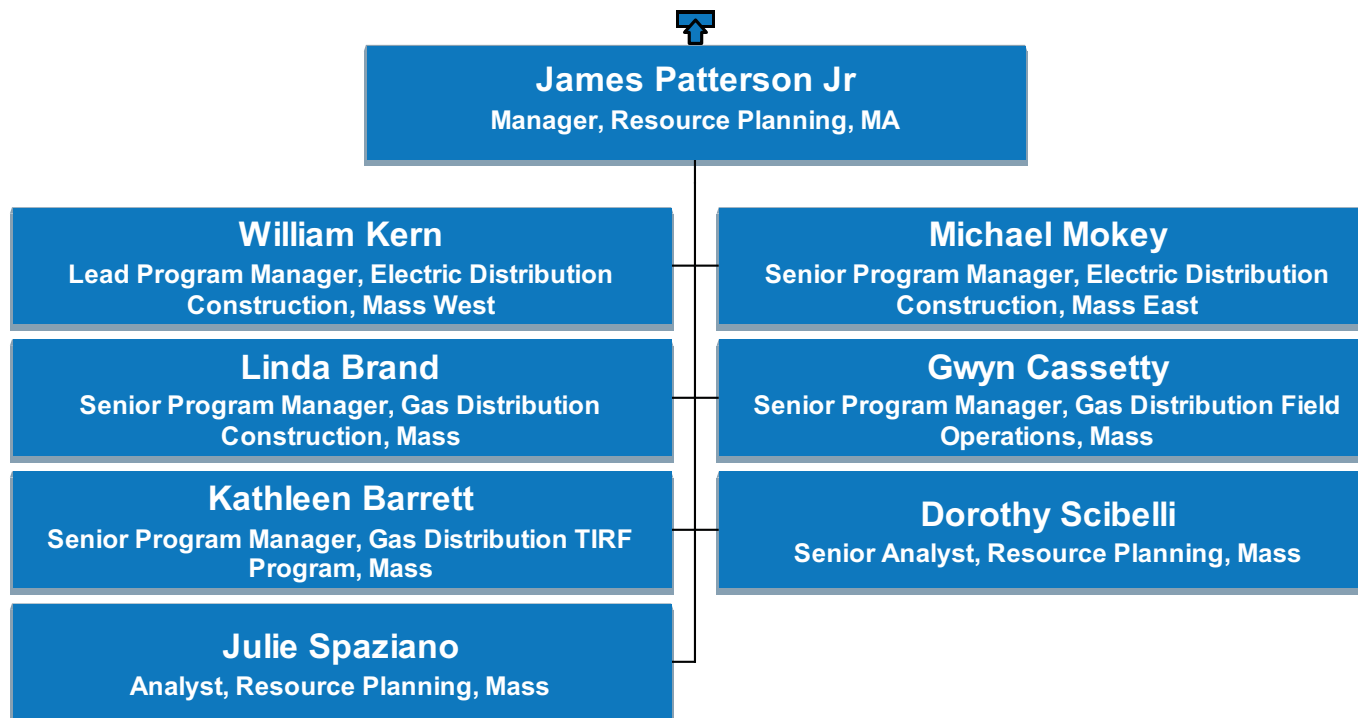 James Patterson Jr
Manager, Resource Planning, MA
William Kern
Lead Program Manager, Electric Distribution
Construction, Mass West
Michael Mokey
Senior Program Manager, Electric Distribution
Construction, Mass East
Linda Brand
Senior Program Manager, Gas Distribution
Construction, Mass
Gwyn Cassetty
Senior Program Manager, Gas Distribution Field
Operations, Mass
Kathleen Barrett
Senior Program Manager, Gas Distribution TIRF
Program, Mass
Dorothy Scibelli
Senior Analyst, Resource Planning, Mass
Julie Spaziano
Analyst, Resource Planning, Mass